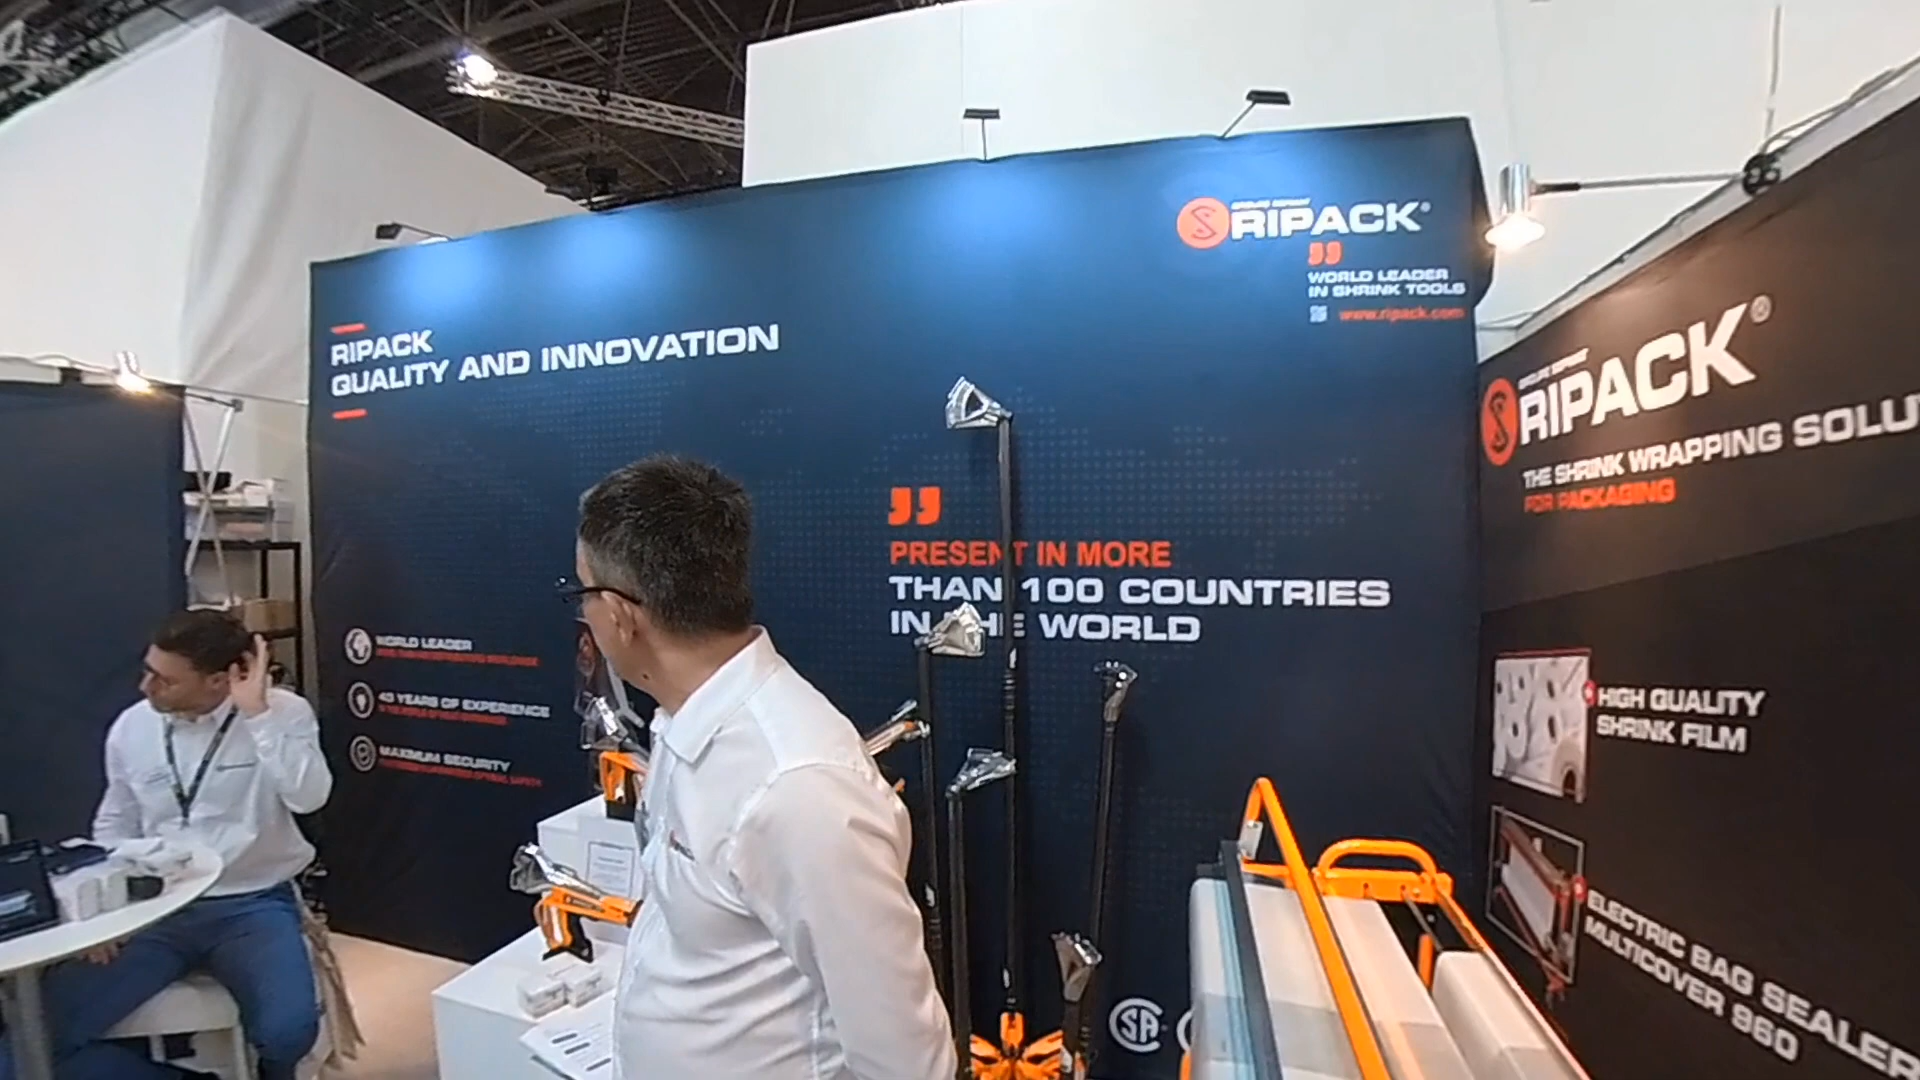 RIPACK
QUALITY AND INNOVATION
RIPACK®
WORLD LEADER
IN SHRINK TOOLS
www.ripack.com
PRESENT IN MORE
THAN 100 COUNTRIES
IN THE WORLD
WORLD LEADER
YEARS OF EXPERIENCE
MAXIMUM SECURITY
CSA
RIPACK®
THE SHRINK WRAPPING SOLU
FOR PACKAGING
HIGH QUALITY
SHRINK FILM
ELECTRIC BAG SEALER
MULTICOVER 960